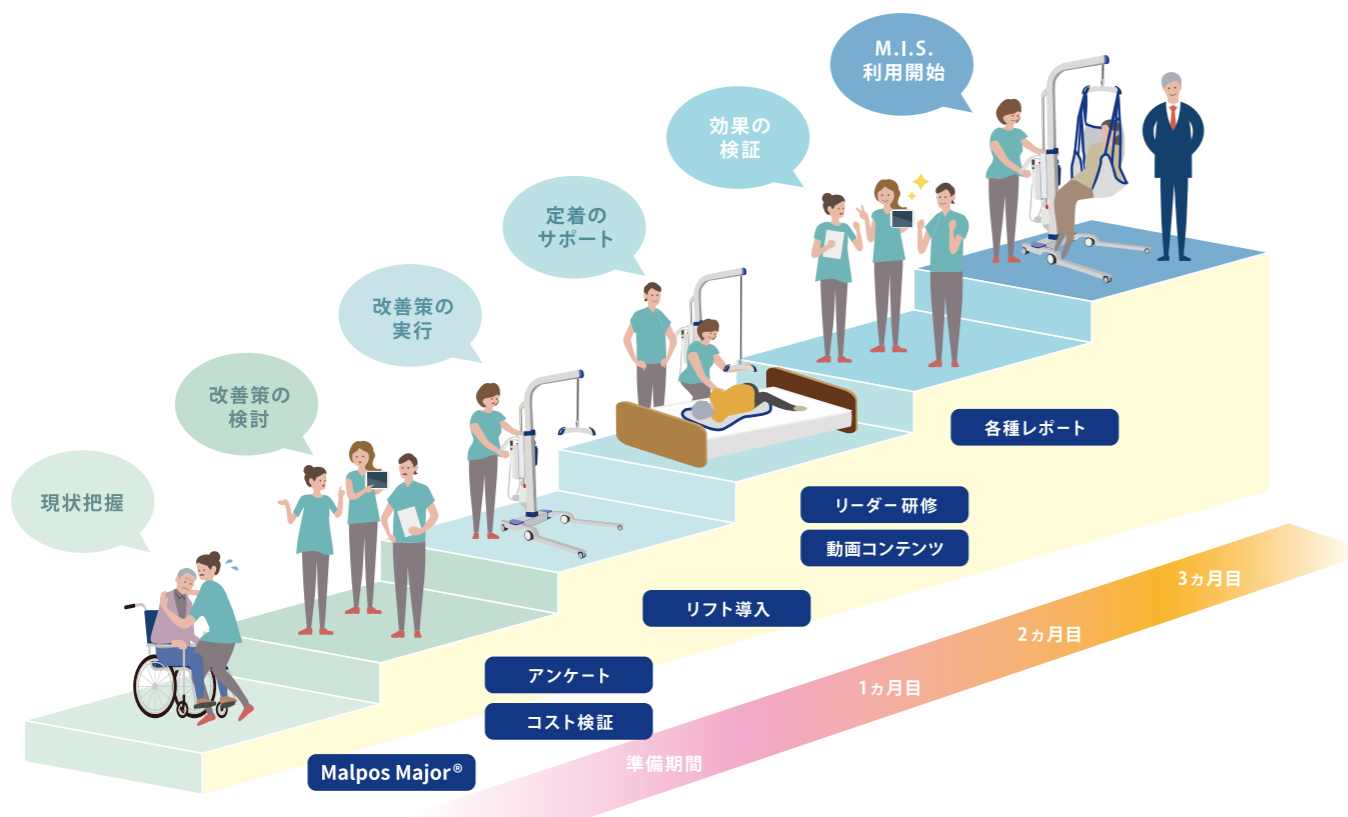 M.I.S.
利用開始
効果の
検証
定着の
サポート
改善策の
実行
改善策の
検討
現状把握
各種レポート
リーダー研修
動画コンテンツ
リフト導入
アンケート
コスト検証
Malpos Major®
準備期間
1ヵ月目
2ヵ月目
3ヵ月目